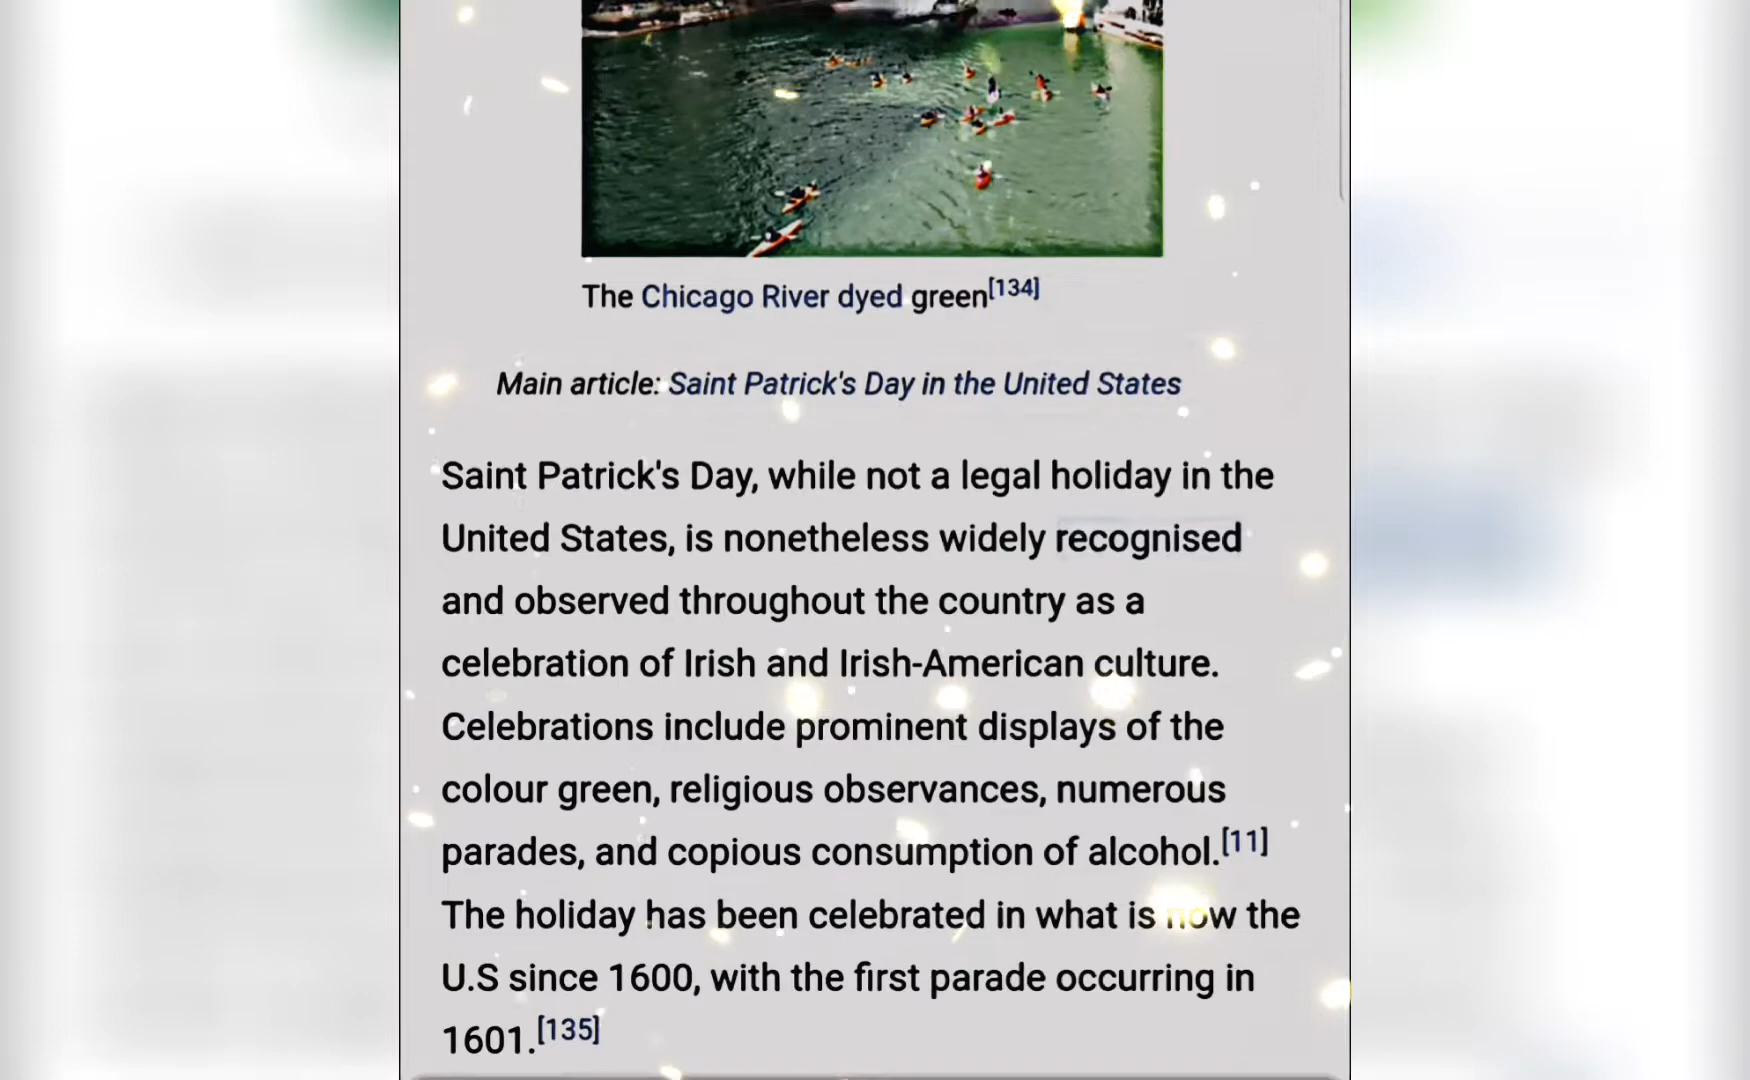 The Chicago River dyed green[134]
Main article: Saint Patrick's Day in the United States
Saint Patrick's Day, while not a legal holiday in the
United States, is nonetheless widely recognised
and observed throughout the country as a
celebration of Irish and Irish-American culture.
Celebrations include prominent displays of the
colour green, religious observances, numerous
parades, and copious consumption of alcohol.[11]
The holiday has been celebrated in what is now the
U.S since 1600, with the first parade occurring in
1601.[135]